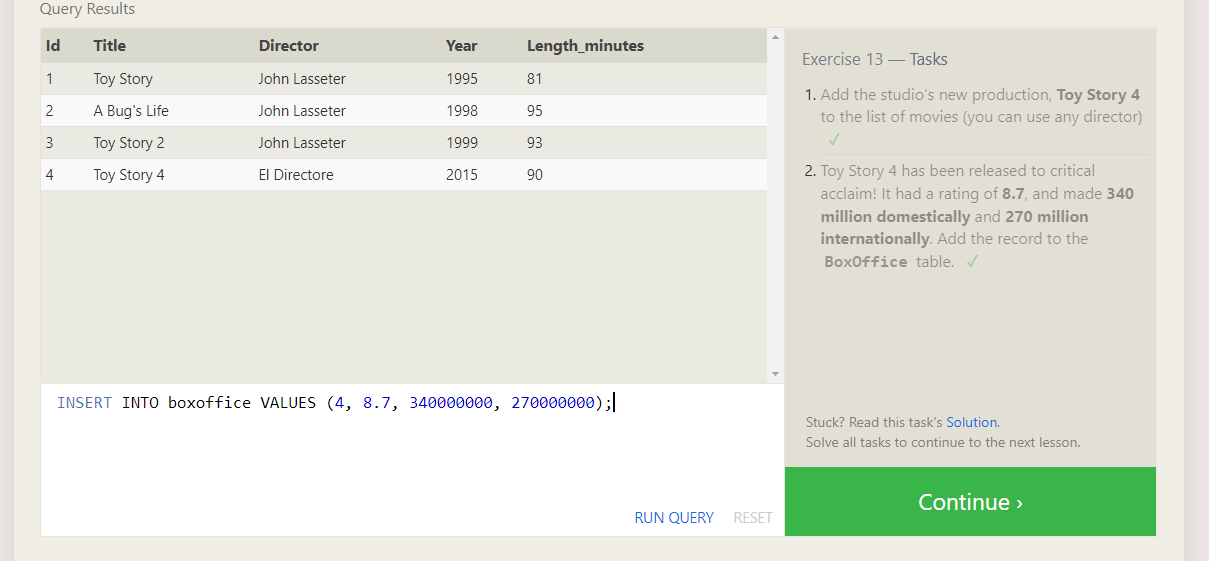 Query Results
Id Title Director Year Length_minutes
1 Toy Story John Lasseter 1995 81
2 A Bug's Life John Lasseter 1998 95
3 Toy Story 2 John Lasseter 1999 93
4 Toy Story 4 El Directore 2015 90
INSERT INTO boxoffice VALUES (4, 8.7, 340000000, 270000000);
RUN QUERY RESET
Exercise 13 — Tasks
1. Add the studio's new production, Toy Story 4
to the list of movies (you can use any director)
✓
2. Toy Story 4 has been released to critical
acclaim! It had a rating of 8.7, and made 340
million domestically and 270 million
internationally. Add the record to the
BoxOffice table. ✓
Stuck? Read this task's Solution.
Solve all tasks to continue to the next lesson.
Continue ›